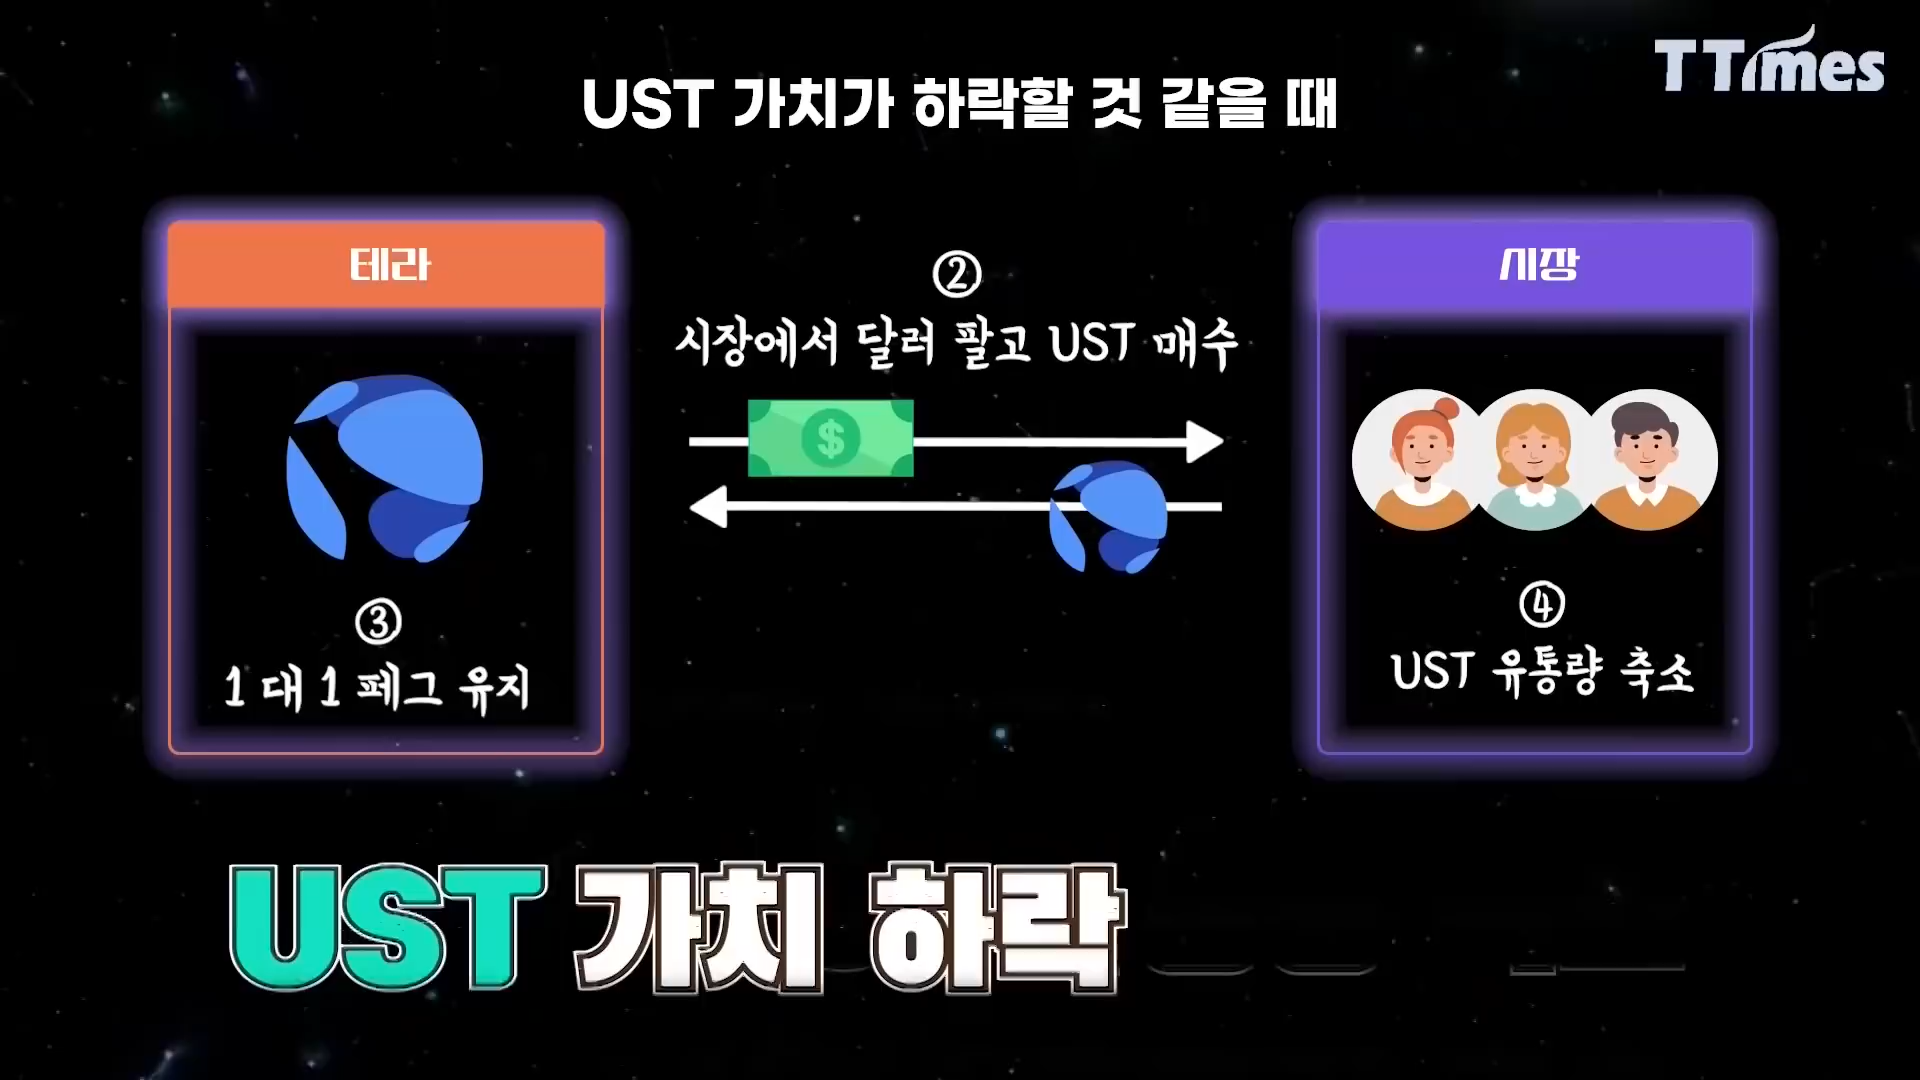 TTimes
UST 가치가 하락할 것 같을 때
테라
②
시장에서 달러 팔고 UST 매수
$
③
1 대 1 페그 유지
시장
④
UST 유통량 축소
UST 가치 하락